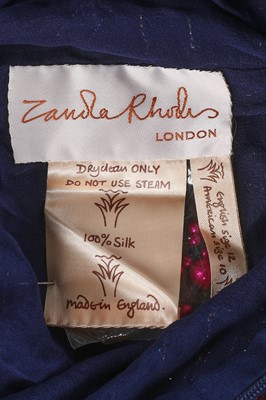 Zandra Rhodes
LONDON
Dryclean ONLY
DO NOT USE STEAM
100% Silk
made in England.
English size 12
American size 10